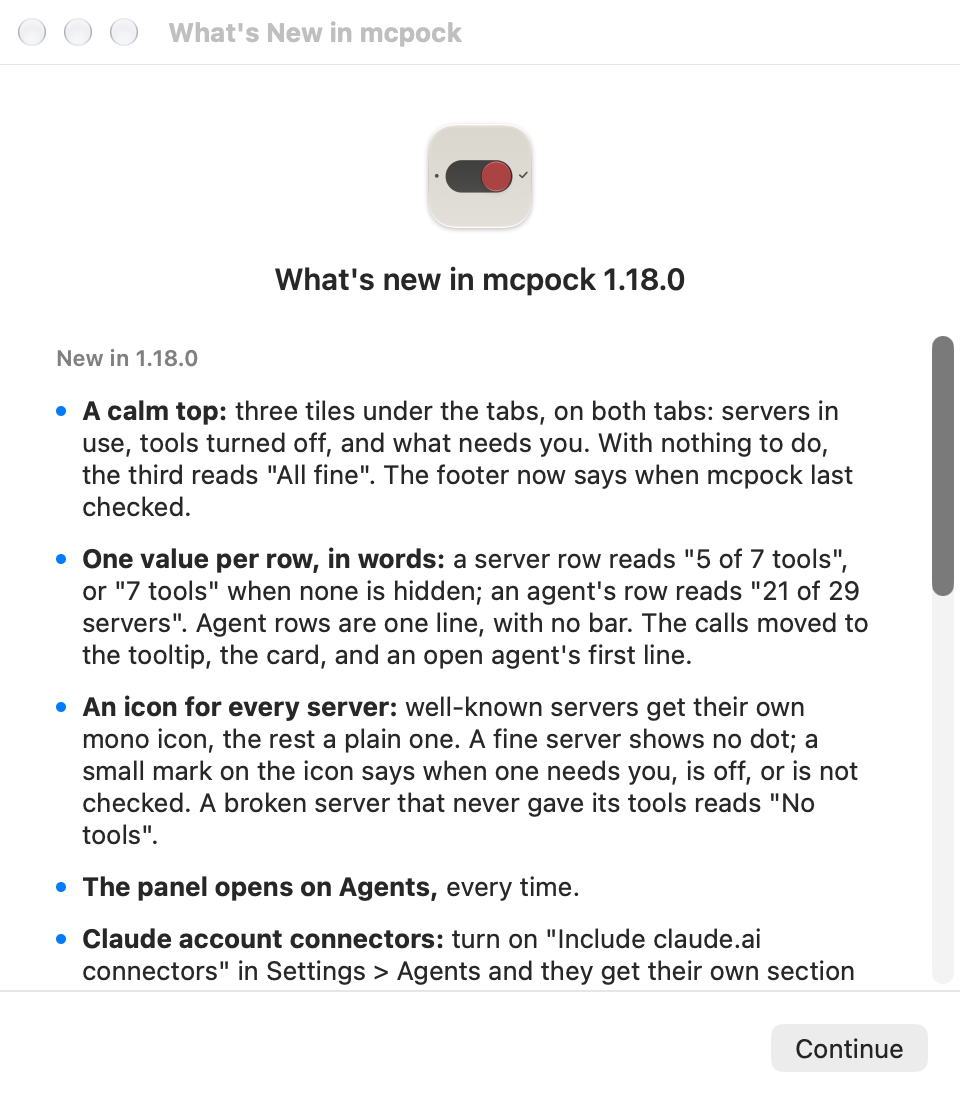 What's New in mcpock
What's new in mcpock 1.18.0
New in 1.18.0
• A calm top: three tiles under the tabs, on both tabs: servers in
use, tools turned off, and what needs you. With nothing to do,
the third reads "All fine". The footer now says when mcpock last
checked.
• One value per row, in words: a server row reads "5 of 7 tools",
or "7 tools" when none is hidden; an agent's row reads "21 of 29
servers". Agent rows are one line, with no bar. The calls moved to
the tooltip, the card, and an open agent's first line.
• An icon for every server: well-known servers get their own
mono icon, the rest a plain one. A fine server shows no dot; a
small mark on the icon says when one needs you, is off, or is not
checked. A broken server that never gave its tools reads "No
tools".
• The panel opens on Agents, every time.
• Claude account connectors: turn on "Include claude.ai
connectors" in Settings > Agents and they get their own section
Continue